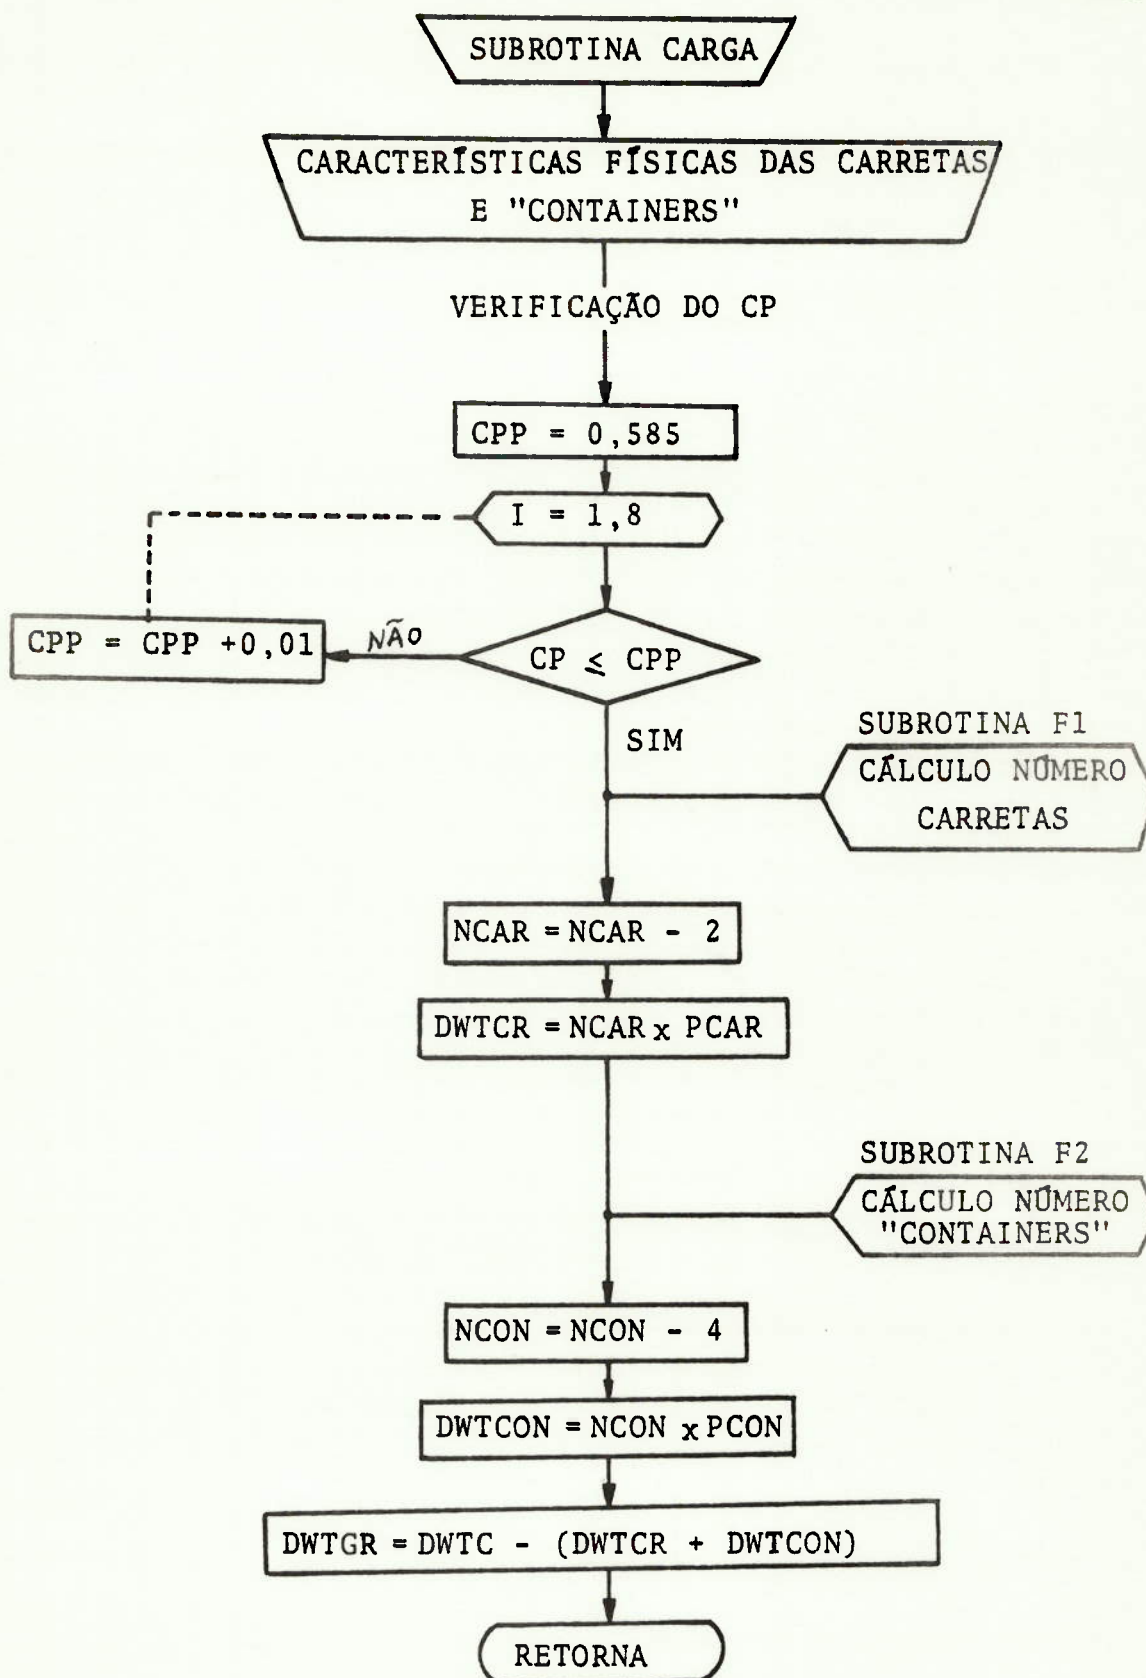 SUBROTINA CARGA
CARACTERÍSTICAS FÍSICAS DAS CARRETAS
E "CONTAINERS"
VERIFICAÇÃO DO CP
CPP = 0,585
I = 1,8
CP ≤ CPP
NÃO
CPP = CPP +0,01
SIM
SUBROTINA F1
CÁLCULO NÚMERO
CARRETAS
NCAR = NCAR - 2
DWTCR = NCAR x PCAR
SUBROTINA F2
CÁLCULO NÚMERO
"CONTAINERS"
NCON = NCON - 4
DWTCON = NCON x PCON
DWTGR = DWTC - (DWTCR + DWTCON)
RETORNA